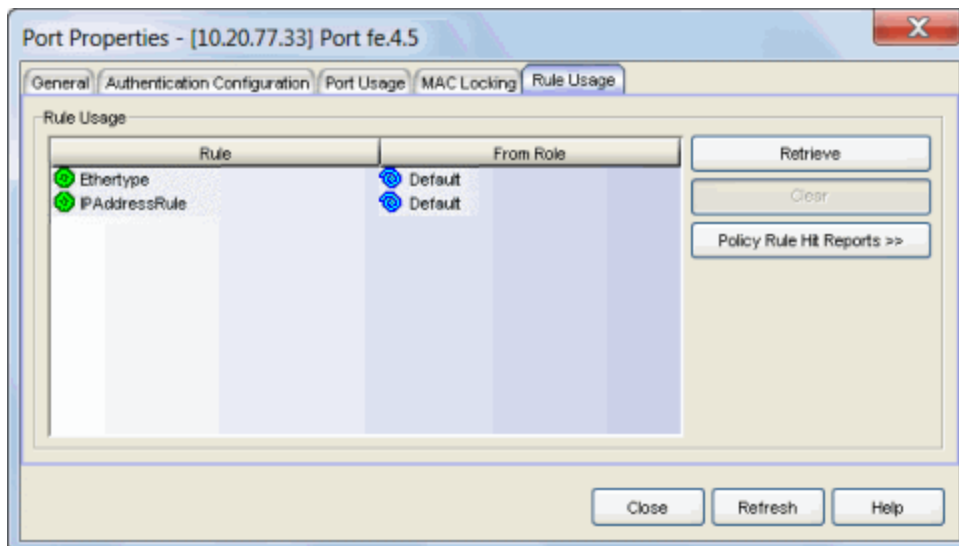 Port Properties - [10.20.77.33] Port fe.4.5
General Authentication Configuration Port Usage MAC Locking Rule Usage
Rule Usage
Rule From Role
Ethertype Default
IPAddressRule Default
Retrieve
Clear
Policy Rule Hit Reports >>
Close Refresh Help